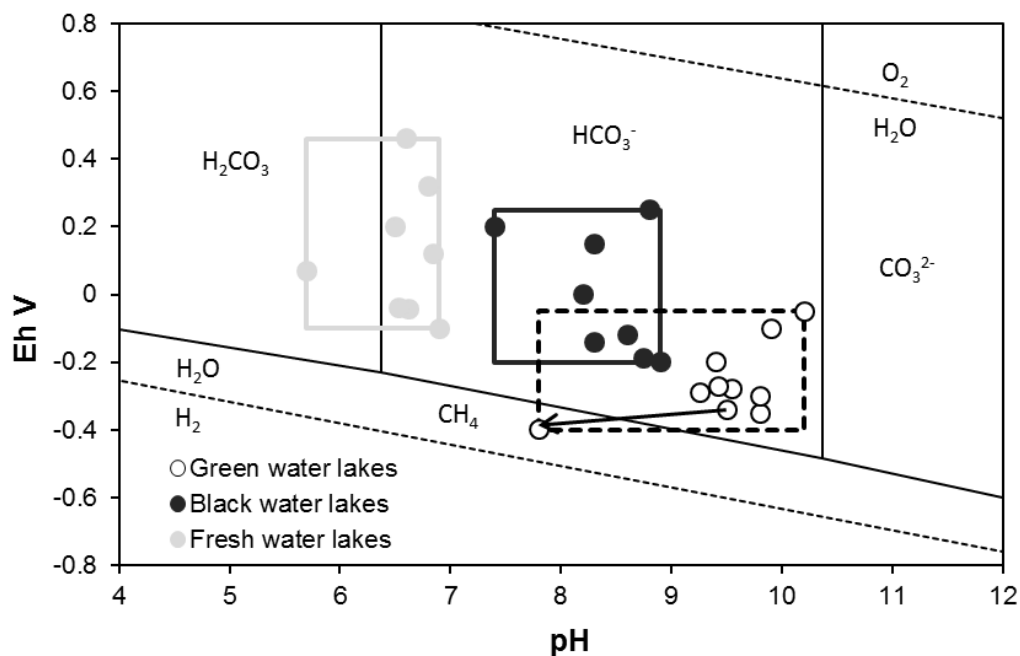 0.8
0.6
0.4
0.2
0
-0.2
-0.4
-0.6
-0.8
Eh V
O₂
H₂O
HCO₃⁻
H₂CO₃
CO₃²⁻
H₂O
H₂
CH₄
Green water lakes
Black water lakes
Fresh water lakes
4 5 6 7 8 9 10 11 12
pH